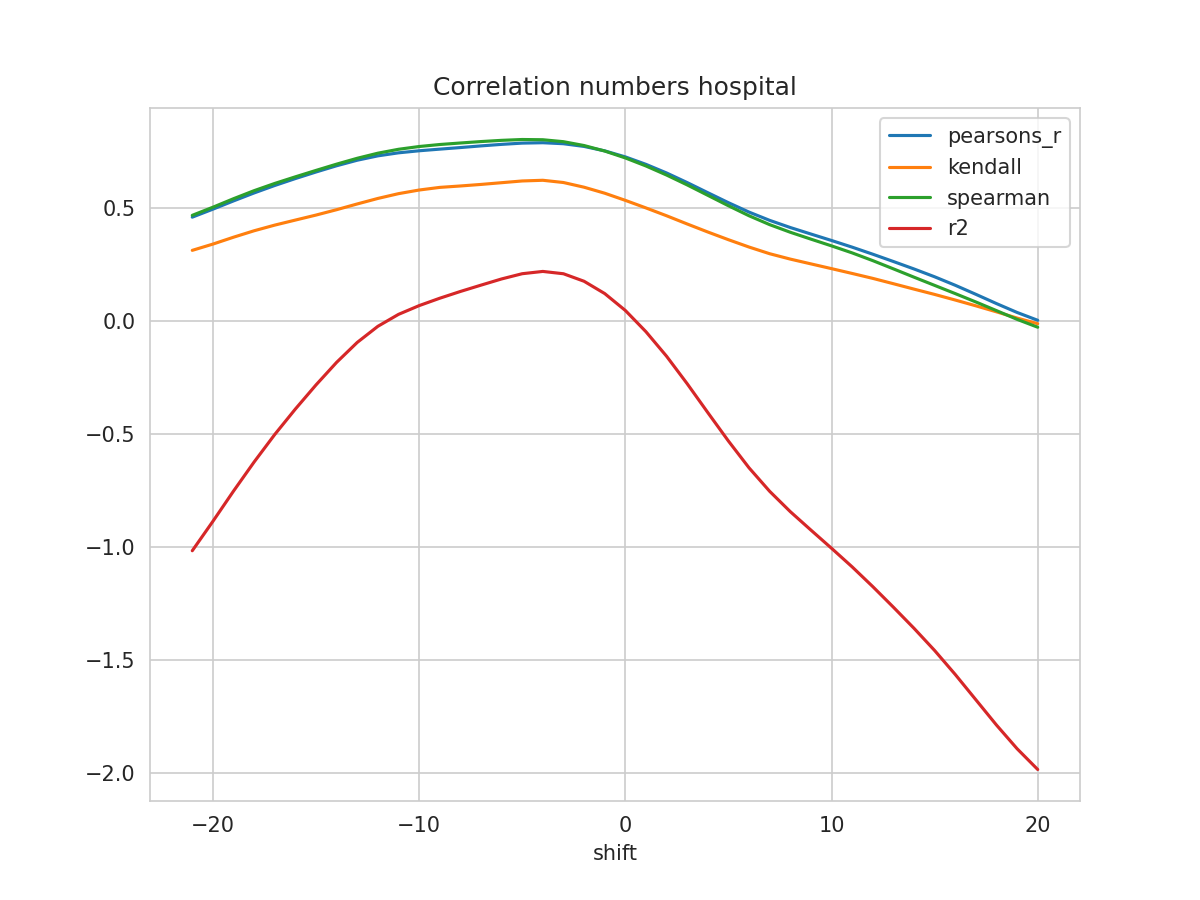 Correlation numbers hospital
pearsons_r
kendall
spearman
r2
0.5
0.0
−0.5
−1.0
−1.5
−2.0
−20 −10 0 10 20
shift